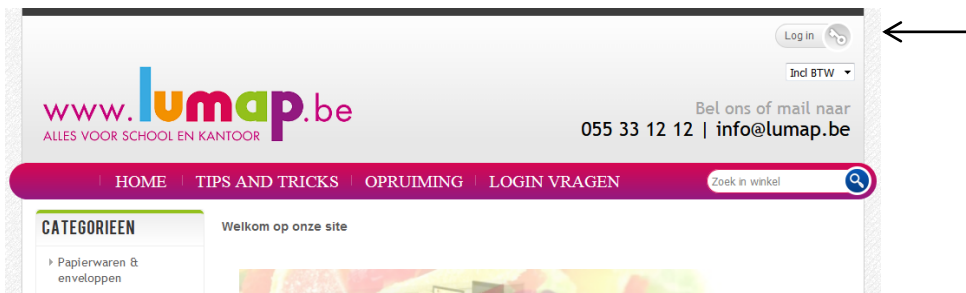 Log in
Incl BTW
www.lumap.be
ALLES VOOR SCHOOL EN KANTOOR
Bel ons of mail naar
055 33 12 12 | info@lumap.be
HOME | TIPS AND TRICKS | OPRUIMING | LOGIN VRAGEN
Zoek in winkel
CATEGORIEEN
Welkom op onze site
Papierwaren &
enveloppen